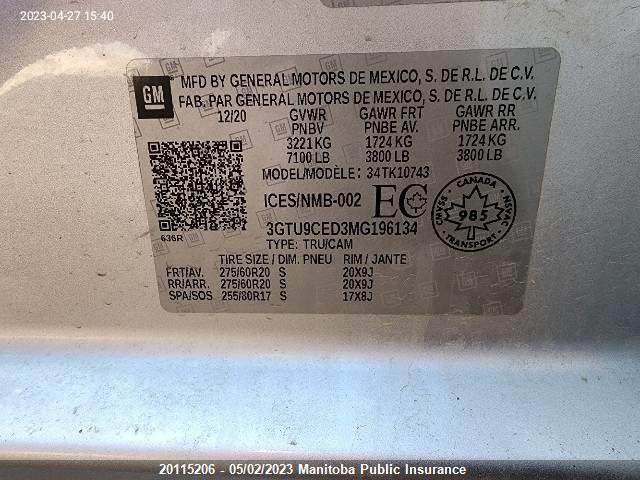 2023-04-27 15:40
GM
MFD BY GENERAL MOTORS DE MEXICO, S. DE R.L. DE C.V.
FAB. PAR GENERAL MOTORS DE MEXICO, S. DE R.L. DE C.V.
12/20 GVWR GAWR FRT GAWR RR
PNBV PNBE AV. PNBE ARR.
3221 KG 1724 KG 1724 KG
7100 LB 3800 LB 3800 LB
MODEL/MODÈLE: 34TK10743
ICES/NMB-002 EC
CANADA
CMVSS 985 NSVAC
TRANSPORT
636R
3GTU9CED3MG196134
TYPE: TRU/CAM
TIRE SIZE / DIM. PNEU RIM / JANTE
FRT/AV. 275/60R20 S 20X9J
RR/ARR. 275/60R20 S 20X9J
SPA/SOS 255/80R17 S 17X8J
20115206 - 05/02/2023 Manitoba Public Insurance